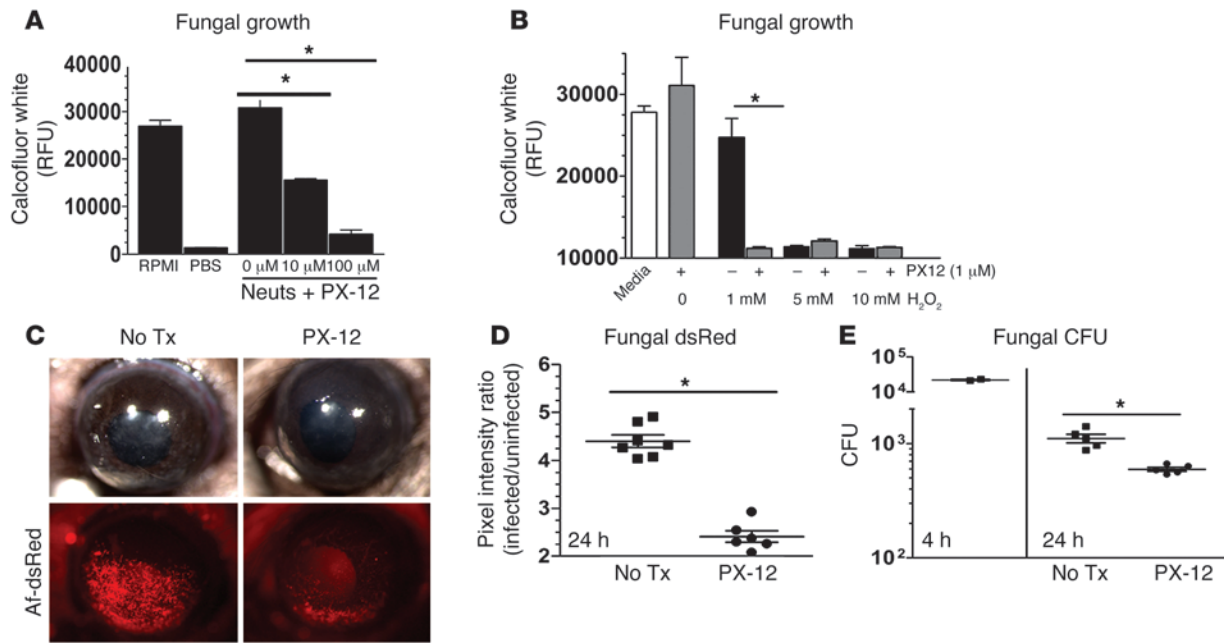 A Fungal growth
Calcofluor white
(RFU)
40000
30000
20000
10000
0
*
*
RPMI PBS 0 μM 10 μM 100 μM
Neuts + PX-12
B Fungal growth
Calcofluor white
(RFU)
30000
20000
10000
*
Media + – + – + – + PX12 (1 μM)
0 1 mM 5 mM 10 mM H₂O₂
C No Tx PX-12
Af-dsRed
D Fungal dsRed
Pixel intensity ratio
(infected/uninfected)
6
5
4
3
2
*
24 h
No Tx PX-12
E Fungal CFU
CFU
10⁵
10⁴
10³
10²
*
4 h 24 h
No Tx PX-12